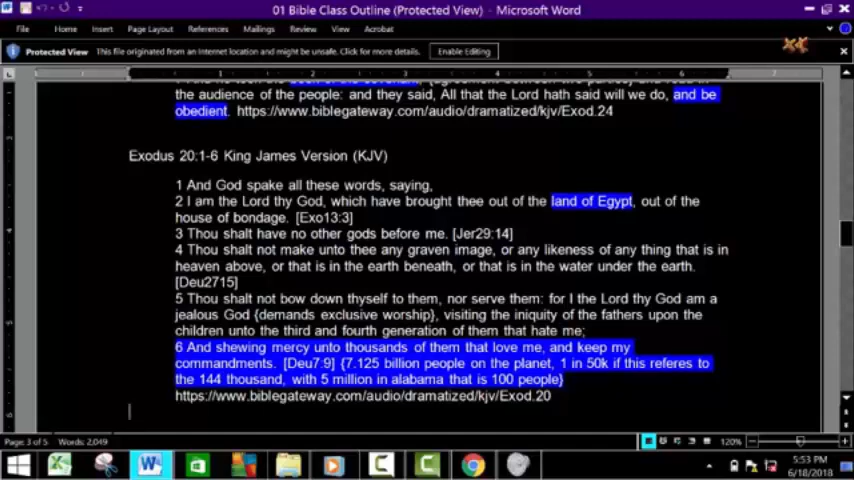 01 Bible Class Outline (Protected View) - Microsoft Word
File Home Insert Page Layout References Mailings Review View Acrobat
Protected View This file originated from an Internet location and might be unsafe. Click for more details. Enable Editing
the audience of the people: and they said, All that the Lord hath said will we do, and be
obedient. https://www.biblegateway.com/audio/dramatized/kjv/Exod.24
Exodus 20:1-6 King James Version (KJV)
1 And God spake all these words, saying,
2 I am the Lord thy God, which have brought thee out of the land of Egypt, out of the
house of bondage. [Exo13:3]
3 Thou shalt have no other gods before me. [Jer29:14]
4 Thou shalt not make unto thee any graven image, or any likeness of any thing that is in
heaven above, or that is in the earth beneath, or that is in the water under the earth.
[Deu2715]
5 Thou shalt not bow down thyself to them, nor serve them: for I the Lord thy God am a
jealous God {demands exclusive worship}, visiting the iniquity of the fathers upon the
children unto the third and fourth generation of them that hate me;
6 And shewing mercy unto thousands of them that love me, and keep my
commandments. [Deu7:9] {7.125 billion people on the planet, 1 in 50k if this referes to
the 144 thousand, with 5 million in alabama that is 100 people}
https://www.biblegateway.com/audio/dramatized/kjv/Exod.20
Page: 3 of 5 Words: 2,049 120%
5:53 PM
6/18/2018